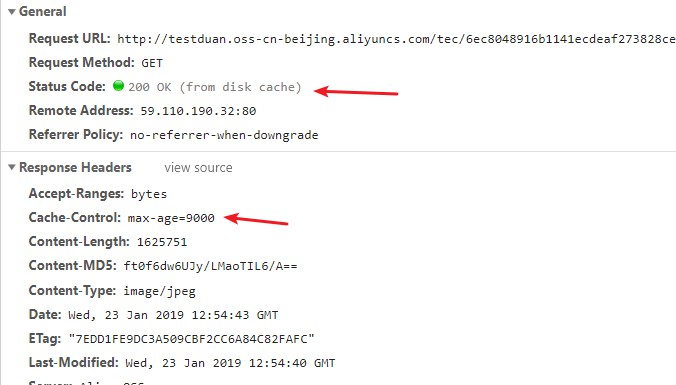 General
Request URL: http://testduan.oss-cn-beijing.aliyuncs.com/tec/6ec8048916b1141ecdeaf273828ce
Request Method: GET
Status Code: 200 OK (from disk cache)
Remote Address: 59.110.190.32:80
Referrer Policy: no-referrer-when-downgrade
Response Headers view source
Accept-Ranges: bytes
Cache-Control: max-age=9000
Content-Length: 1625751
Content-MD5: ft0f6dw6UJy/LMaoTIL6/A==
Content-Type: image/jpeg
Date: Wed, 23 Jan 2019 12:54:43 GMT
ETag: "7EDD1FE9DC3A509CBF2CC6A84C82FAFC"
Last-Modified: Wed, 23 Jan 2019 12:54:40 GMT